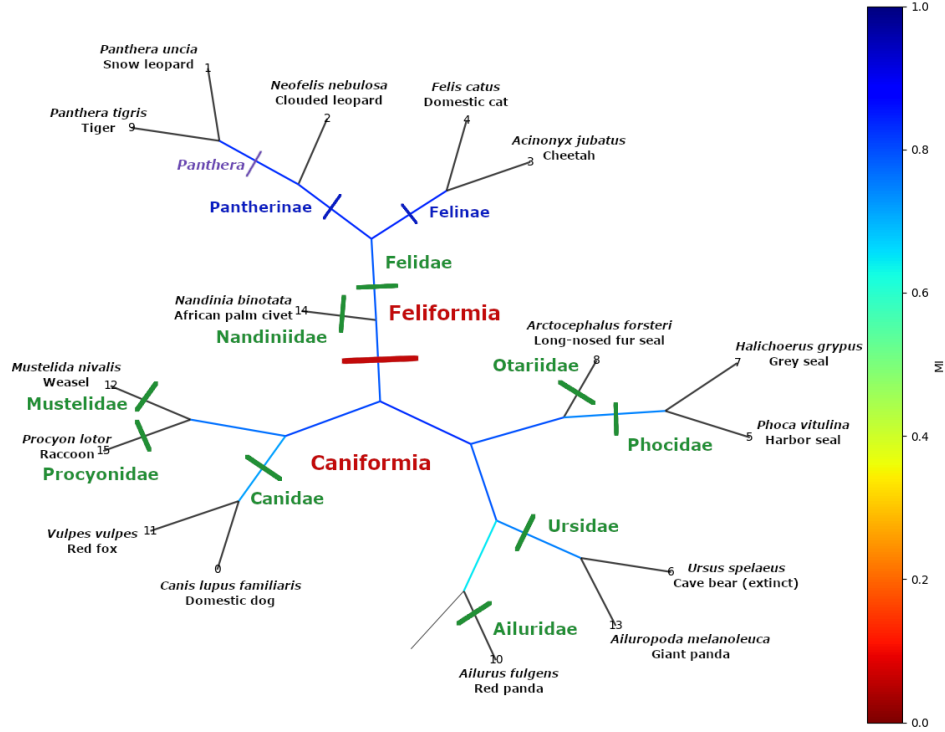 1.0
Panthera uncia
Snow leopard
1
Neofelis nebulosa
Clouded leopard
2
Felis catus
Domestic cat
4
Panthera tigris
Tiger 9
Acinonyx jubatus
3 Cheetah
0.8
Panthera
Pantherinae
Felinae
Felidae
0.6
Nandinia binotata
African palm civet 14
Feliformia
Nandiniidae
Arctocephalus forsteri
Long-nosed fur seal
8
Halichoerus grypus
7 Grey seal
Otariidae
MI
Mustelida nivalis
Weasel 12
Mustelidae
Phoca vitulina
5 Harbor seal
0.4
Procyon lotor
Raccoon 15
Procyonidae
Phocidae
Caniformia
Canidae
Vulpes vulpes 11
Red fox
Ursidae
0
Canis lupus familiaris
Domestic dog
6 Ursus spelaeus
Cave bear (extinct)
0.2
Ailuridae
13
Ailuropoda melanoleuca
Giant panda
10
Ailurus fulgens
Red panda
0.0